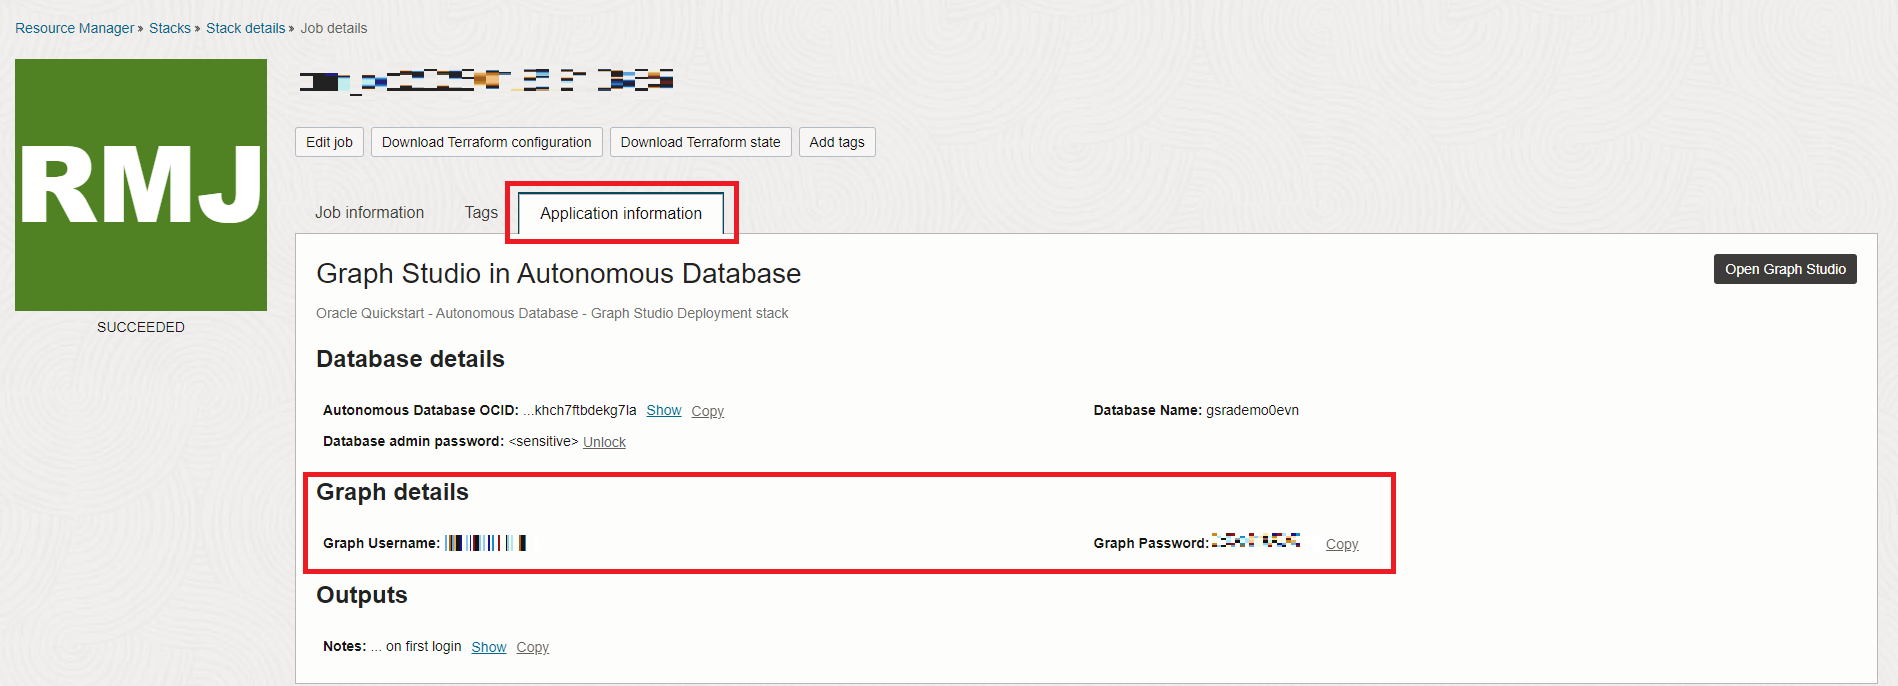 Resource Manager » Stacks » Stack details » Job details
RMJ
SUCCEEDED
Edit job Download Terraform configuration Download Terraform state Add tags
Job information Tags Application information
Graph Studio in Autonomous Database
Open Graph Studio
Oracle Quickstart - Autonomous Database - Graph Studio Deployment stack
Database details
Autonomous Database OCID: ...khch7ftbdekg7la Show Copy
Database Name: gsrademo0evn
Database admin password: <sensitive> Unlock
Graph details
Graph Username:
Graph Password: Copy
Outputs
Notes: ... on first login Show Copy